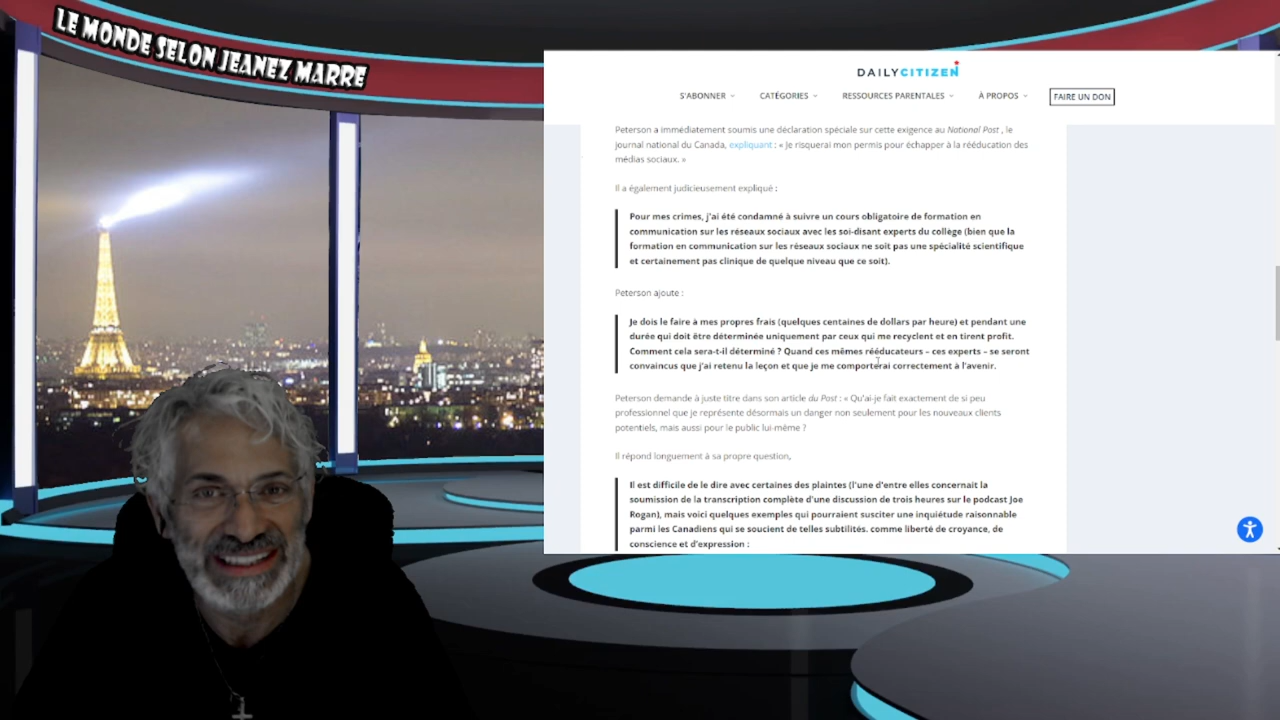 LE MONDE SELON JEANEZ MARRE
DAILYCITIZEN
S'ABONNER CATÉGORIES RESSOURCES PARENTALES À PROPOS FAIRE UN DON
Peterson a immédiatement soumis une déclaration spéciale sur cette exigence au National Post , le
journal national du Canada, expliquant : « Je risquerai mon permis pour échapper à la rééducation des
médias sociaux. »
Il a également judicieusement expliqué :
Pour mes crimes, j'ai été condamné à suivre un cours obligatoire de formation en
communication sur les réseaux sociaux avec les soi-disant experts du collège (bien que la
formation en communication sur les réseaux sociaux ne soit pas une spécialité scientifique
et certainement pas clinique de quelque niveau que ce soit).
Peterson ajoute :
Je dois le faire à mes propres frais (quelques centaines de dollars par heure) et pendant une
durée qui doit être déterminée uniquement par ceux qui me recyclent et en tirent profit.
Comment cela sera-t-il déterminé ? Quand ces mêmes rééducateurs – ces experts – se seront
convaincus que j'ai retenu la leçon et que je me comporterai correctement à l'avenir.
Peterson demande à juste titre dans son article du Post : « Qu'ai-je fait exactement de si peu
professionnel que je représente désormais un danger non seulement pour les nouveaux clients
potentiels, mais aussi pour le public lui-même ?
Il répond longuement à sa propre question,
Il est difficile de le dire avec certaines des plaintes (l'une d'entre elles concernait la
soumission de la transcription complète d'une discussion de trois heures sur le podcast Joe
Rogan), mais voici quelques exemples qui pourraient susciter une inquiétude raisonnable
parmi les Canadiens qui se soucient de telles subtilités. comme liberté de croyance, de
conscience et d'expression :